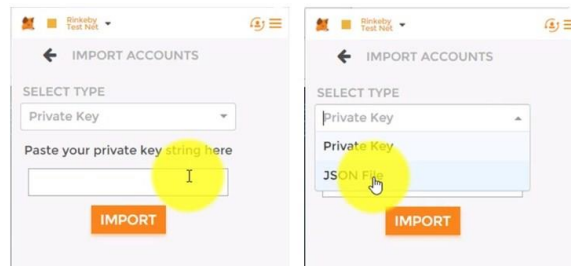 Rinkeby
Test Net
IMPORT ACCOUNTS
SELECT TYPE
Private Key
Paste your private key string here
IMPORT
Rinkeby
Test Net
IMPORT ACCOUNTS
SELECT TYPE
Private Key
Private Key
JSON File
IMPORT